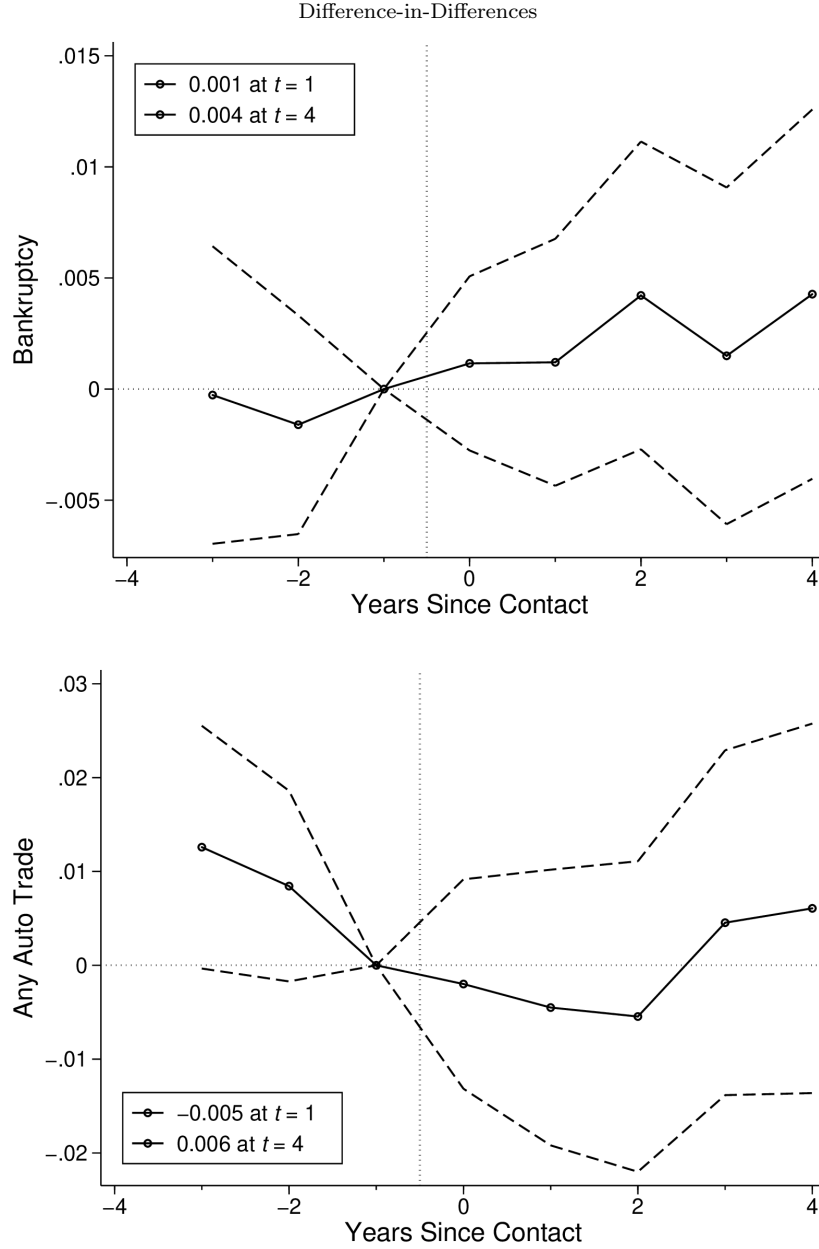 Difference-in-Differences
.015
.01
.005
0
−.005
Bankruptcy
0.001 at t = 1
0.004 at t = 4
−4
−2
0
2
4
Years Since Contact
.03
.02
.01
0
−.01
−.02
Any Auto Trade
−0.005 at t = 1
0.006 at t = 4
−4
−2
0
2
4
Years Since Contact